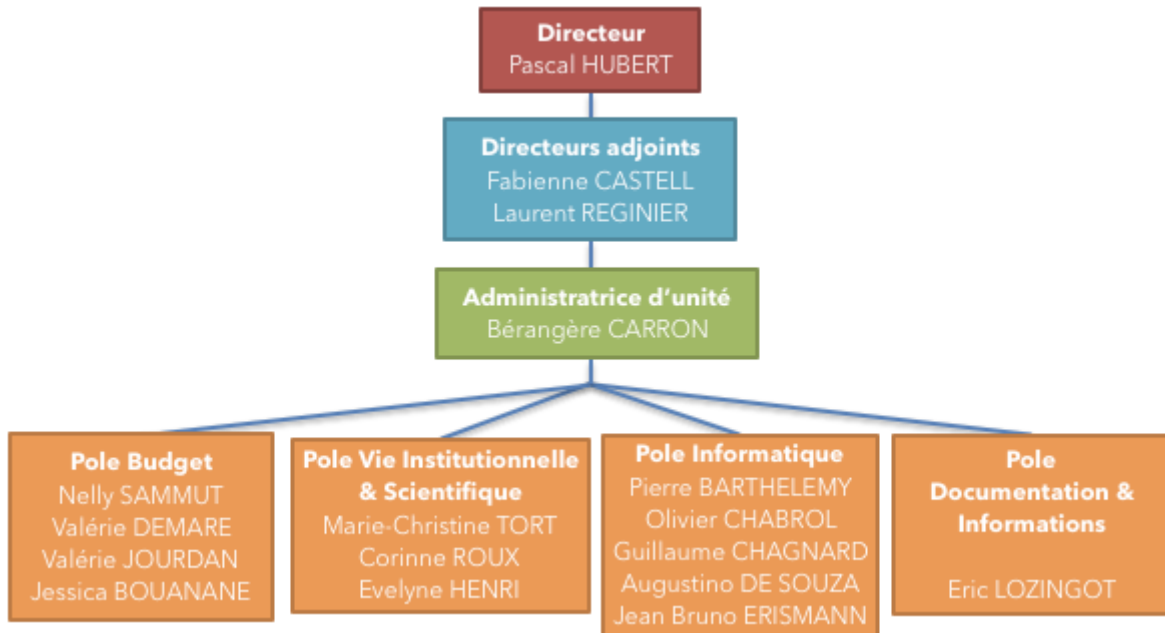 Directeur
Pascal HUBERT
Directeurs adjoints
Fabienne CASTELL
Laurent REGINIER
Administratrice d'unité
Bérangère CARRON
Pole Budget
Nelly SAMMUT
Valérie DEMARE
Valérie JOURDAN
Jessica BOUANANE
Pole Vie Institutionnelle
& Scientifique
Marie-Christine TORT
Corinne ROUX
Evelyne HENRI
Pole Informatique
Pierre BARTHELEMY
Olivier CHABROL
Guillaume CHAGNARD
Augustino DE SOUZA
Jean Bruno ERISMANN
Pole
Documentation &
Informations
Eric LOZINGOT